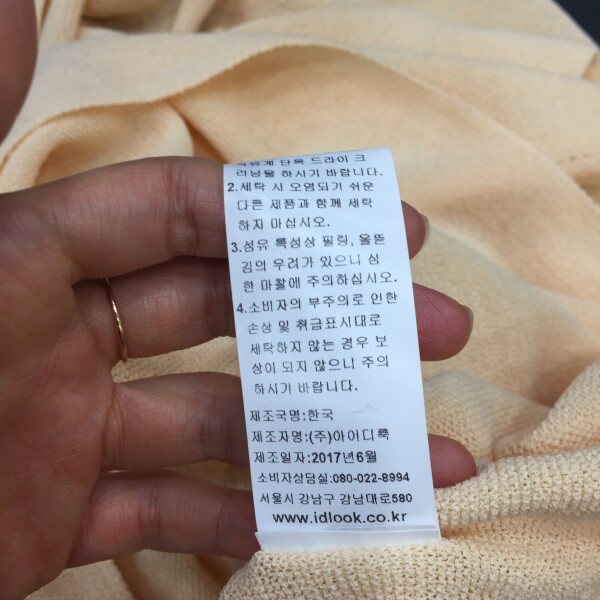 단독 드라이 크
리닝을 하시기 바랍니다.
2.세탁 시 오염되기 쉬운
다른 제품과 함께 세탁
하지 마십시오.
3.섬유 특성상 필링, 올뜯
김의 우려가 있으니 심
한 마찰에 주의하십시오.
4.소비자의 부주의로 인한
손상 및 취급표시대로
세탁하지 않는 경우 보
상이 되지 않으니 주의
하시기 바랍니다.
제조국명:한국
제조자명:(주)아이디룩
제조일자:2017년6월
소비자상담실:080-022-8994
서울시 강남구 강남대로580
www.idlook.co.kr